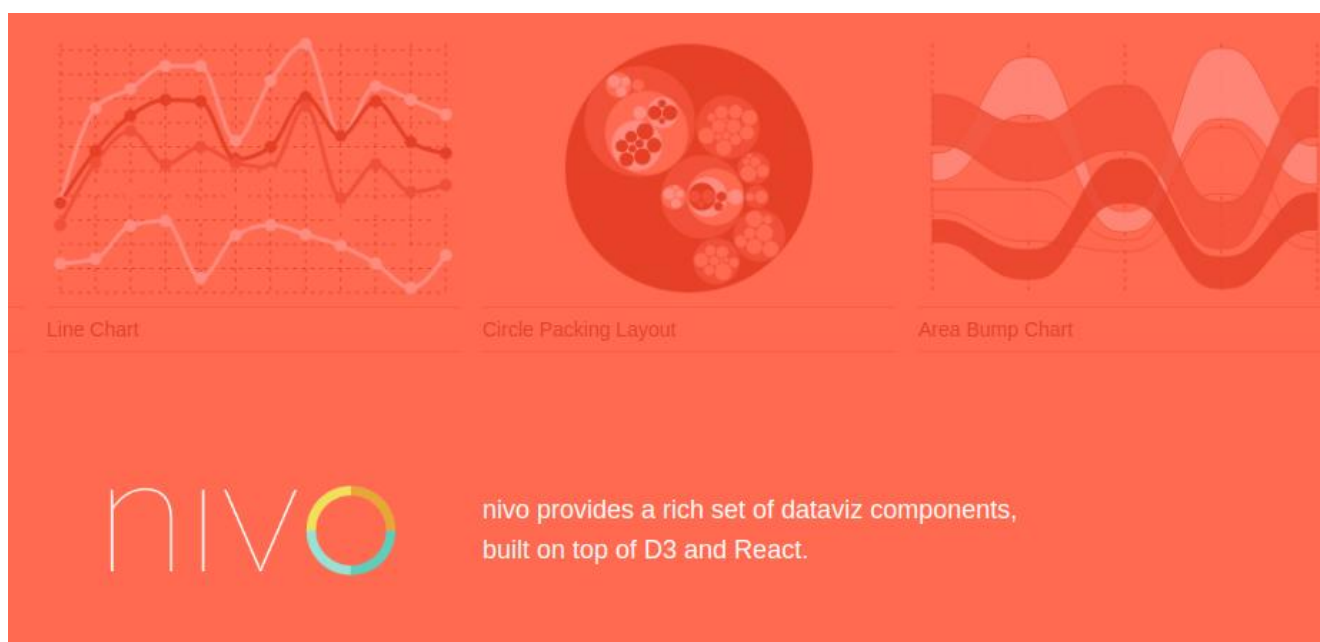 Line Chart
Circle Packing Layout
Area Bump Chart
nivo
nivo provides a rich set of dataviz components,
built on top of D3 and React.